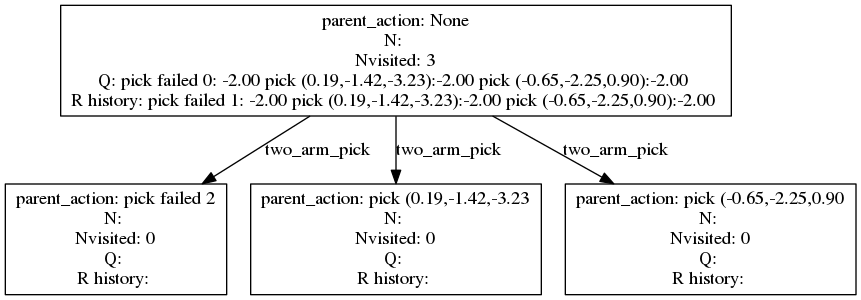 parent_action: None
N:
Nvisited: 3
Q: pick failed 0: -2.00 pick (0.19,-1.42,-3.23):-2.00 pick (-0.65,-2.25,0.90):-2.00
R history: pick failed 1: -2.00 pick (0.19,-1.42,-3.23):-2.00 pick (-0.65,-2.25,0.90):-2.00
two_arm_pick
two_arm_pick
two_arm_pick
parent_action: pick failed 2
N:
Nvisited: 0
Q:
R history:
parent_action: pick (0.19,-1.42,-3.23
N:
Nvisited: 0
Q:
R history:
parent_action: pick (-0.65,-2.25,0.90
N:
Nvisited: 0
Q:
R history: